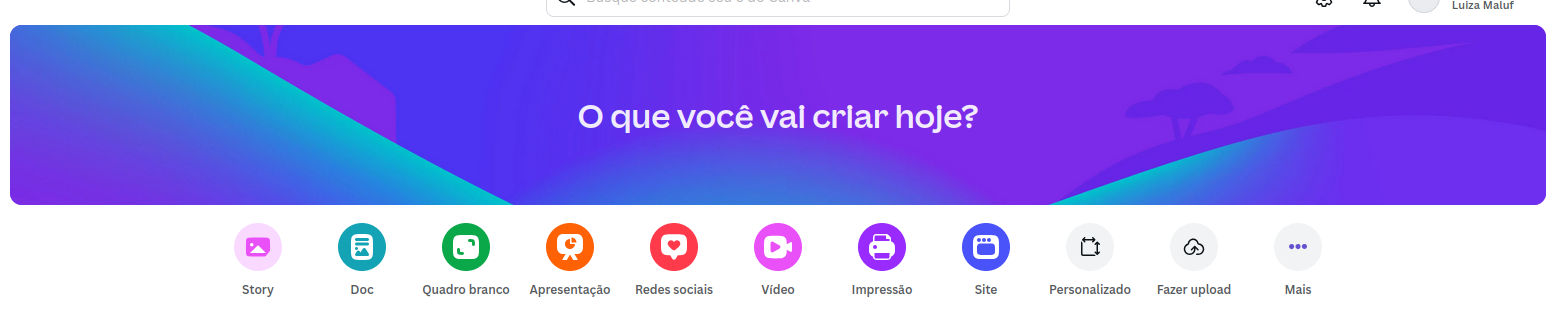 Luiza Maluf
O que você vai criar hoje?
Story
Doc
Quadro branco
Apresentação
Redes sociais
Vídeo
Impressão
Site
Personalizado
Fazer upload
Mais